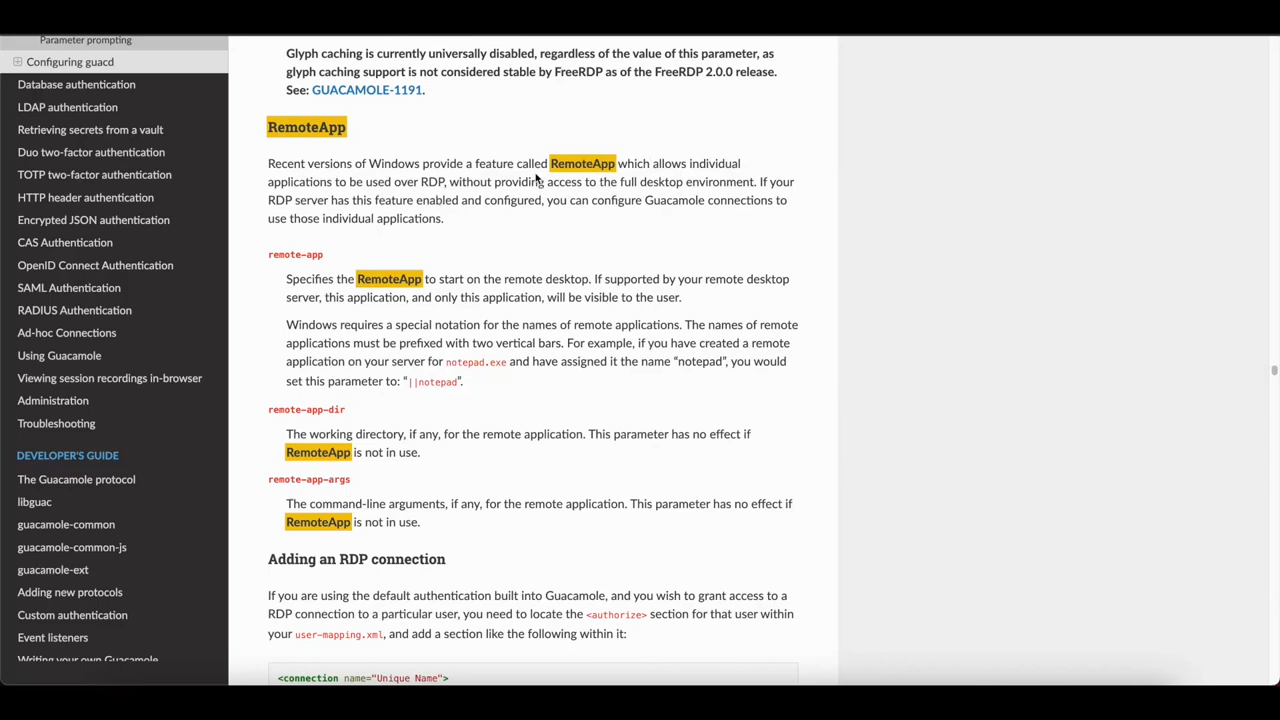 Parameter prompting
Configuring guacd
Database authentication
LDAP authentication
Retrieving secrets from a vault
Duo two-factor authentication
TOTP two-factor authentication
HTTP header authentication
Encrypted JSON authentication
CAS Authentication
OpenID Connect Authentication
SAML Authentication
RADIUS Authentication
Ad-hoc Connections
Using Guacamole
Viewing session recordings in-browser
Administration
Troubleshooting
DEVELOPER'S GUIDE
The Guacamole protocol
libguac
guacamole-common
guacamole-common-js
guacamole-ext
Adding new protocols
Custom authentication
Event listeners
Writing your own Guacamole
Glyph caching is currently universally disabled, regardless of the value of this parameter, as
glyph caching support is not considered stable by FreeRDP as of the FreeRDP 2.0.0 release.
See: GUACAMOLE-1191.
RemoteApp
Recent versions of Windows provide a feature called RemoteApp which allows individual
applications to be used over RDP, without providing access to the full desktop environment. If your
RDP server has this feature enabled and configured, you can configure Guacamole connections to
use those individual applications.
remote-app
Specifies the RemoteApp to start on the remote desktop. If supported by your remote desktop
server, this application, and only this application, will be visible to the user.
Windows requires a special notation for the names of remote applications. The names of remote
applications must be prefixed with two vertical bars. For example, if you have created a remote
application on your server for notepad.exe and have assigned it the name “notepad”, you would
set this parameter to: “||notepad”.
remote-app-dir
The working directory, if any, for the remote application. This parameter has no effect if
RemoteApp is not in use.
remote-app-args
The command-line arguments, if any, for the remote application. This parameter has no effect if
RemoteApp is not in use.
Adding an RDP connection
If you are using the default authentication built into Guacamole, and you wish to grant access to a
RDP connection to a particular user, you need to locate the <authorize> section for that user within
your user-mapping.xml, and add a section like the following within it:
<connection name="Unique Name">